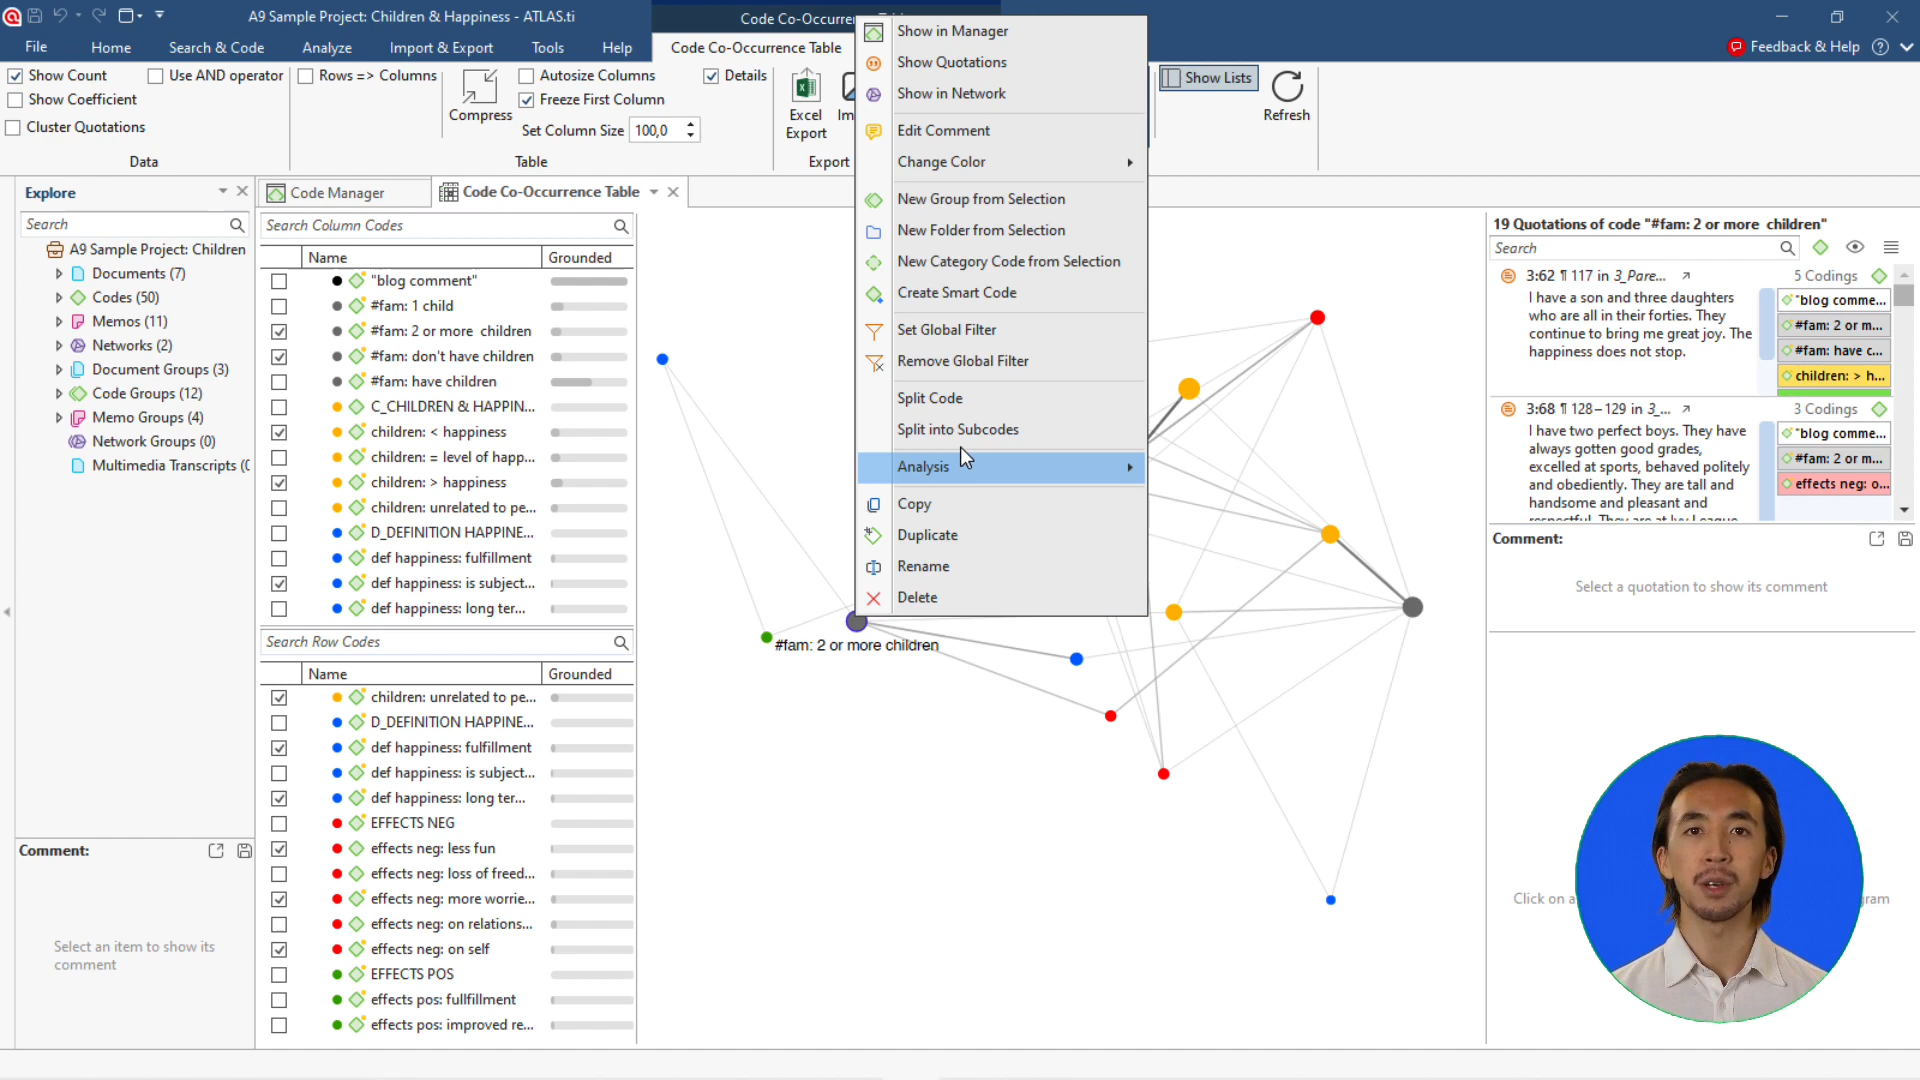 A9 Sample Project: Children & Happiness - ATLAS.ti
Code Co-Occurrence
File
Home
Search & Code
Analyze
Import & Export
Tools
Help
Code Co-Occurrence Table
Feedback & Help
Show Count
Use AND operator
Show Coefficient
Cluster Quotations
Data
Rows => Columns
Compress
Autosize Columns
Freeze First Column
Set Column Size 100,0
Table
Details
Excel
Export
Im
Export
Show Lists
Refresh
Explore
Search
A9 Sample Project: Children
Documents (7)
Codes (50)
Memos (11)
Networks (2)
Document Groups (3)
Code Groups (12)
Memo Groups (4)
Network Groups (0)
Multimedia Transcripts (0
Comment:
Select an item to show its
comment
Code Manager
Code Co-Occurrence Table
Search Column Codes
Name Grounded
"blog comment"
#fam: 1 child
#fam: 2 or more children
#fam: don't have children
#fam: have children
C_CHILDREN & HAPPIN...
children: < happiness
children: = level of happ...
children: > happiness
children: unrelated to pe...
D_DEFINITION HAPPINE...
def happiness: fulfillment
def happiness: is subject...
def happiness: long ter...
Search Row Codes
Name Grounded
children: unrelated to pe...
D_DEFINITION HAPPINE...
def happiness: fulfillment
def happiness: is subject...
def happiness: long ter...
EFFECTS NEG
effects neg: less fun
effects neg: loss of freed...
effects neg: more worrie...
effects neg: on relations...
effects neg: on self
EFFECTS POS
effects pos: fullfillment
effects pos: improved re...
Show in Manager
Show Quotations
Show in Network
Edit Comment
Change Color
New Group from Selection
New Folder from Selection
New Category Code from Selection
Create Smart Code
Set Global Filter
Remove Global Filter
Split Code
Split into Subcodes
Analysis
Copy
Duplicate
Rename
Delete
#fam: 2 or more children
19 Quotations of code "#fam: 2 or more children"
Search
3:62 ¶ 117 in 3_Pare...
5 Codings
I have a son and three daughters
who are all in their forties. They
continue to bring me great joy. The
happiness does not stop.
"blog comme...
#fam: 2 or m...
#fam: have c...
children: > h...
3:68 ¶ 128–129 in 3_...
3 Codings
I have two perfect boys. They have
always gotten good grades,
excelled at sports, behaved politely
and obediently. They are tall and
handsome and pleasant and
respectful. They are at Ivy League
"blog comme...
#fam: 2 or m...
effects neg: o...
Comment:
Select a quotation to show its comment
Click on a
ram